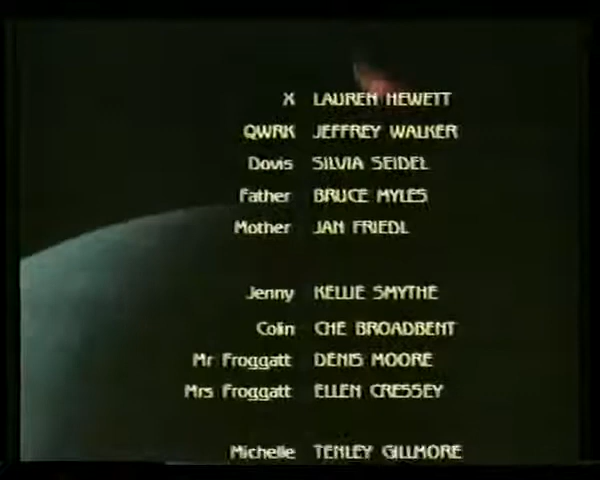 X LAUREN HEWETT
QWRK JEFFREY WALKER
Dovis SILVIA SEIDEL
Father BRUCE MYLES
Mother JAN FRIEDL
Jenny KELLIE SMYTHE
Colin CHE BROADBENT
Mr Froggatt DENIS MOORE
Mrs Froggatt ELLEN CRESSEY
Michelle TENLEY GILLMORE